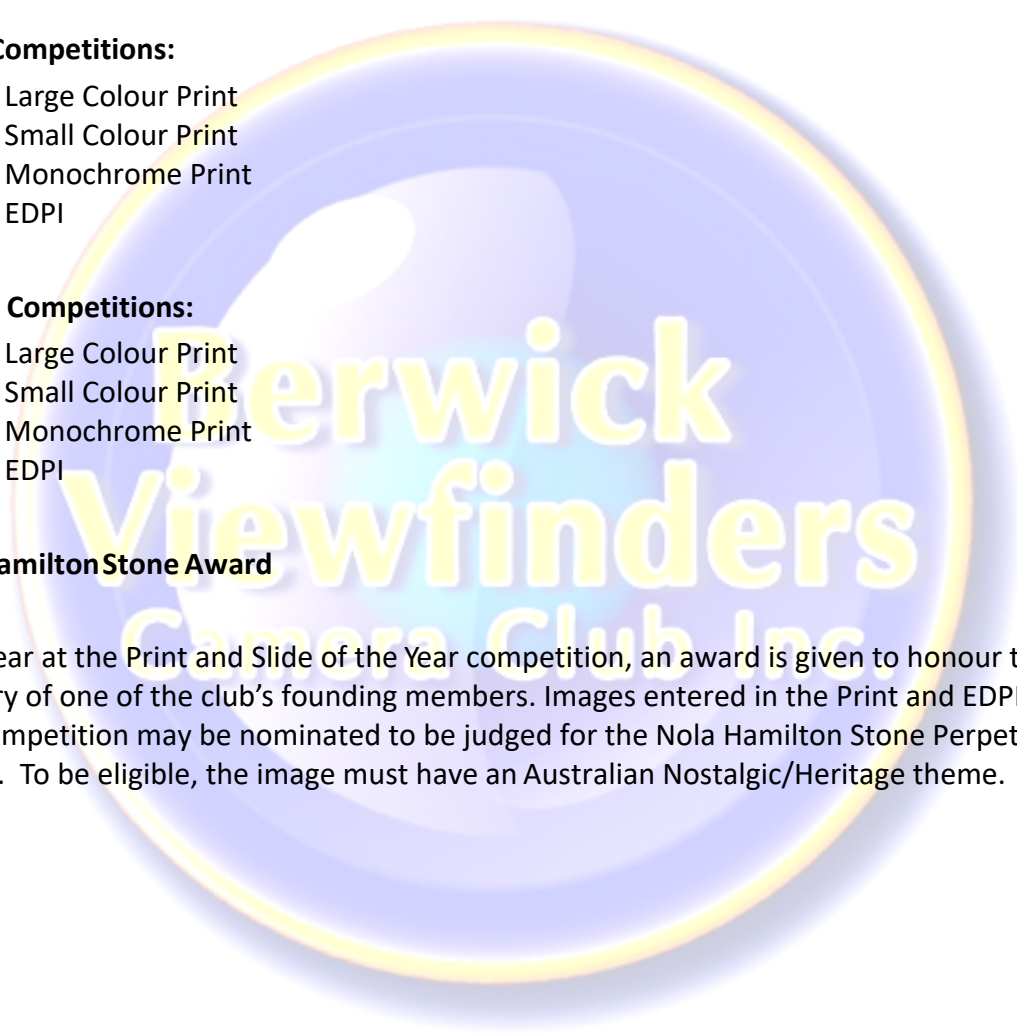 Competitions:
Large Colour Print
Small Colour Print
Monochrome Print
EDPI
Competitions:
Large Colour Print
Small Colour Print
Monochrome Print
EDPI
Berwick
Viewfinders
Camera Club Inc.
amilton Stone Award
ear at the Print and Slide of the Year competition, an award is given to honour t
ry of one of the club’s founding members. Images entered in the Print and EDPI
mpetition may be nominated to be judged for the Nola Hamilton Stone Perpet
. To be eligible, the image must have an Australian Nostalgic/Heritage theme.